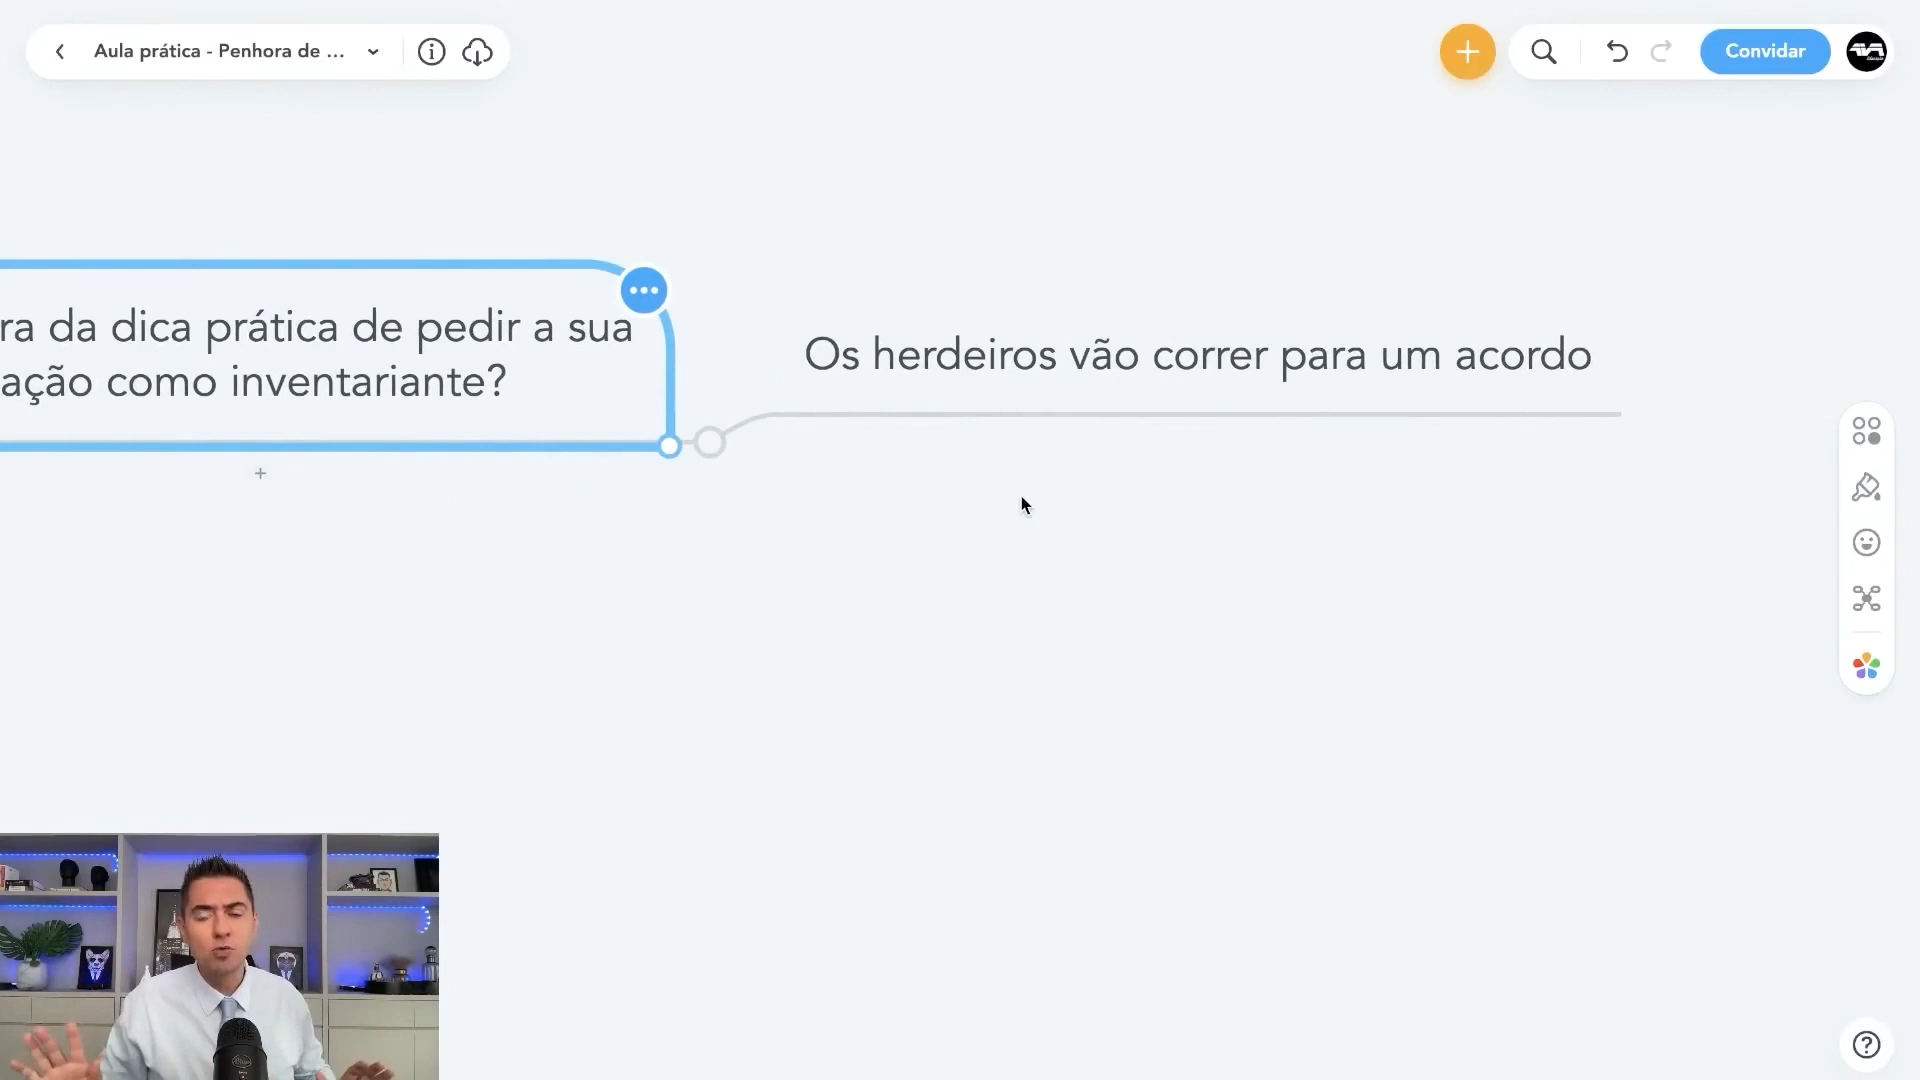 Aula prática - Penhora de ...
Convidar
ra da dica prática de pedir a sua
ação como inventariante?
Os herdeiros vão correr para um acordo